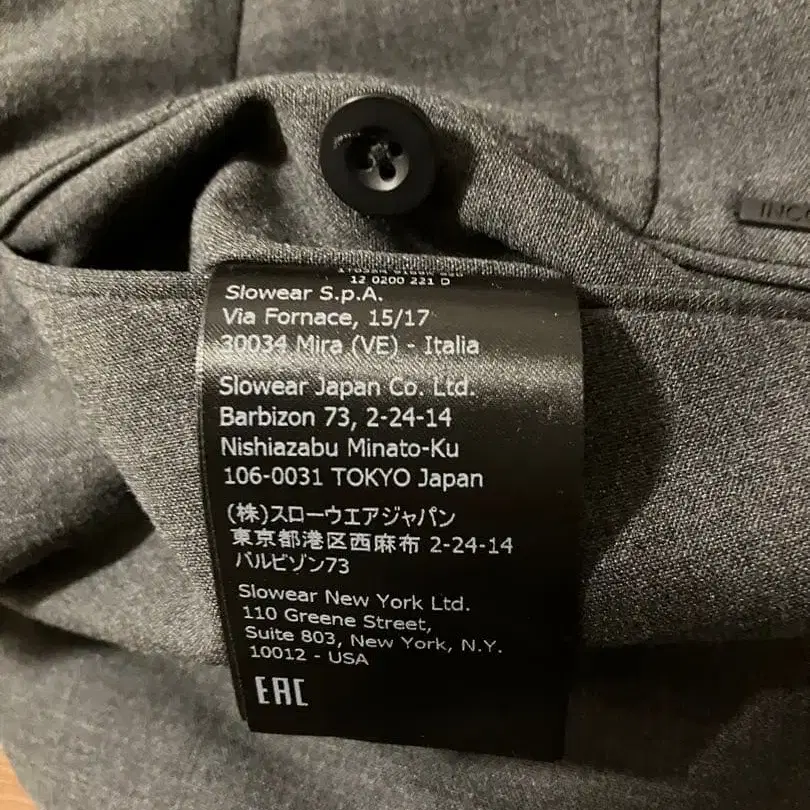 INC
12 0200 221 D
Slowear S.p.A.
Via Fornace, 15/17
30034 Mira (VE) - Italia
Slowear Japan Co. Ltd.
Barbizon 73, 2-24-14
Nishiazabu Minato-Ku
106-0031 TOKYO Japan
(株)スローウエアジャパン
東京都港区西麻布 2-24-14
バルビゾン73
Slowear New York Ltd.
110 Greene Street,
Suite 803, New York, N.Y.
10012 - USA
EAC